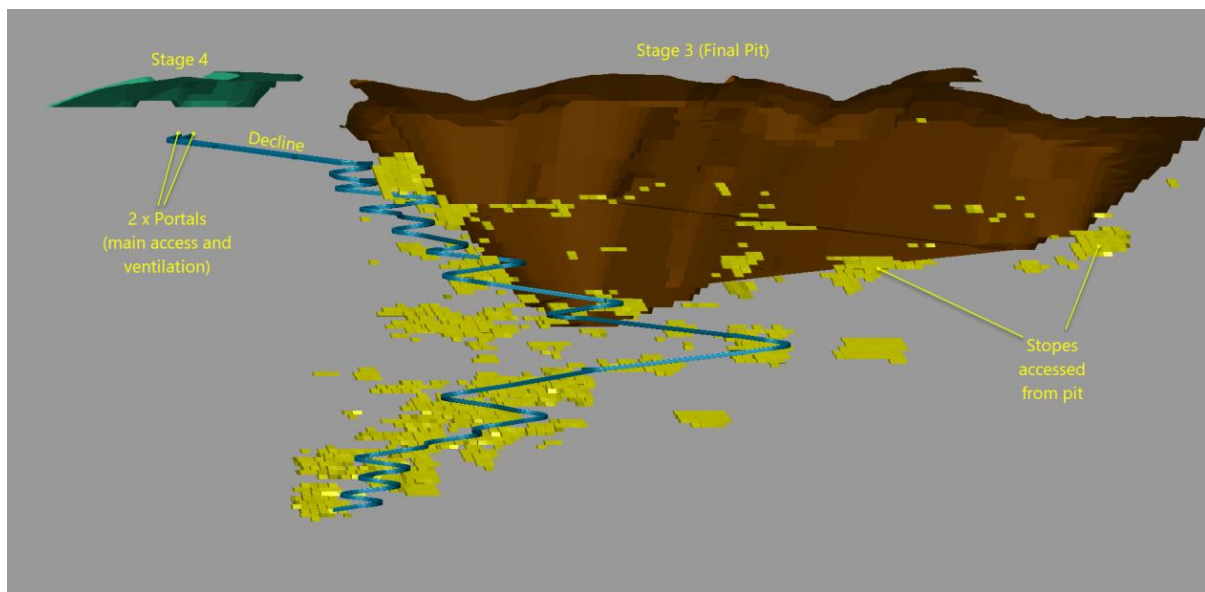 Stage 4
Stage 3 (Final Pit)
Decline
2 x Portals
(main access and
ventilation)
Stopes
accessed
from pit